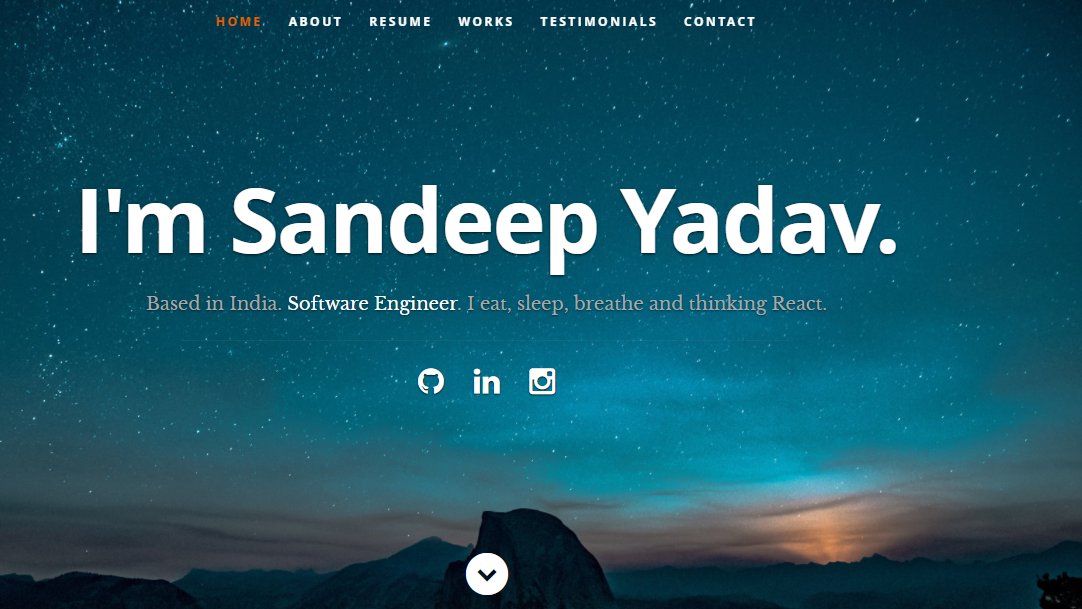 HOME. ABOUT RESUME WORKS TESTIMONIALS CONTACT
I'm Sandeep Yadav.
Based in India. Software Engineer. I eat, sleep, breathe and thinking React.
in